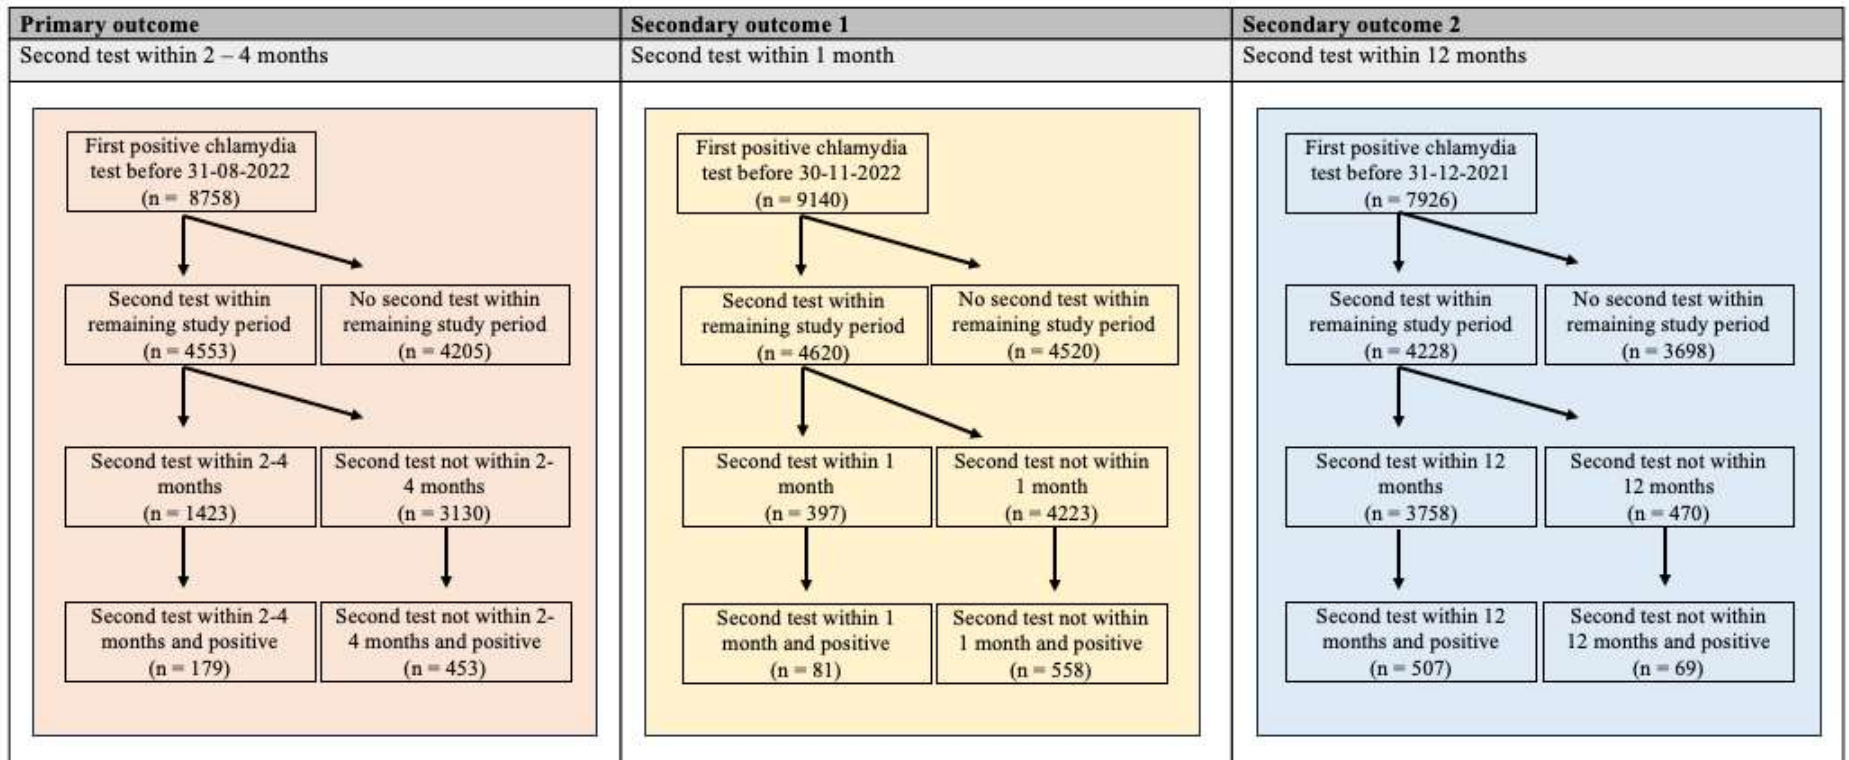 Primary outcome
Second test within 2 – 4 months
First positive chlamydia
test before 31-08-2022
(n = 8758)
Second test within
remaining study period
(n = 4553)
No second test within
remaining study period
(n = 4205)
Second test within 2-4
months
(n = 1423)
Second test not within 2-
4 months
(n = 3130)
Second test within 2-4
months and positive
(n = 179)
Second test not within 2-
4 months and positive
(n = 453)
Secondary outcome 1
Second test within 1 month
First positive chlamydia
test before 30-11-2022
(n = 9140)
Second test within
remaining study period
(n = 4620)
No second test within
remaining study period
(n = 4520)
Second test within 1
month
(n = 397)
Second test not within
1 month
(n = 4223)
Second test within 1
month and positive
(n = 81)
Second test not within
1 month and positive
(n = 558)
Secondary outcome 2
Second test within 12 months
First positive chlamydia
test before 31-12-2021
(n = 7926)
Second test within
remaining study period
(n = 4228)
No second test within
remaining study period
(n = 3698)
Second test within 12
months
(n = 3758)
Second test not within
12 months
(n = 470)
Second test within 12
months and positive
(n = 507)
Second test not within
12 months and positive
(n = 69)